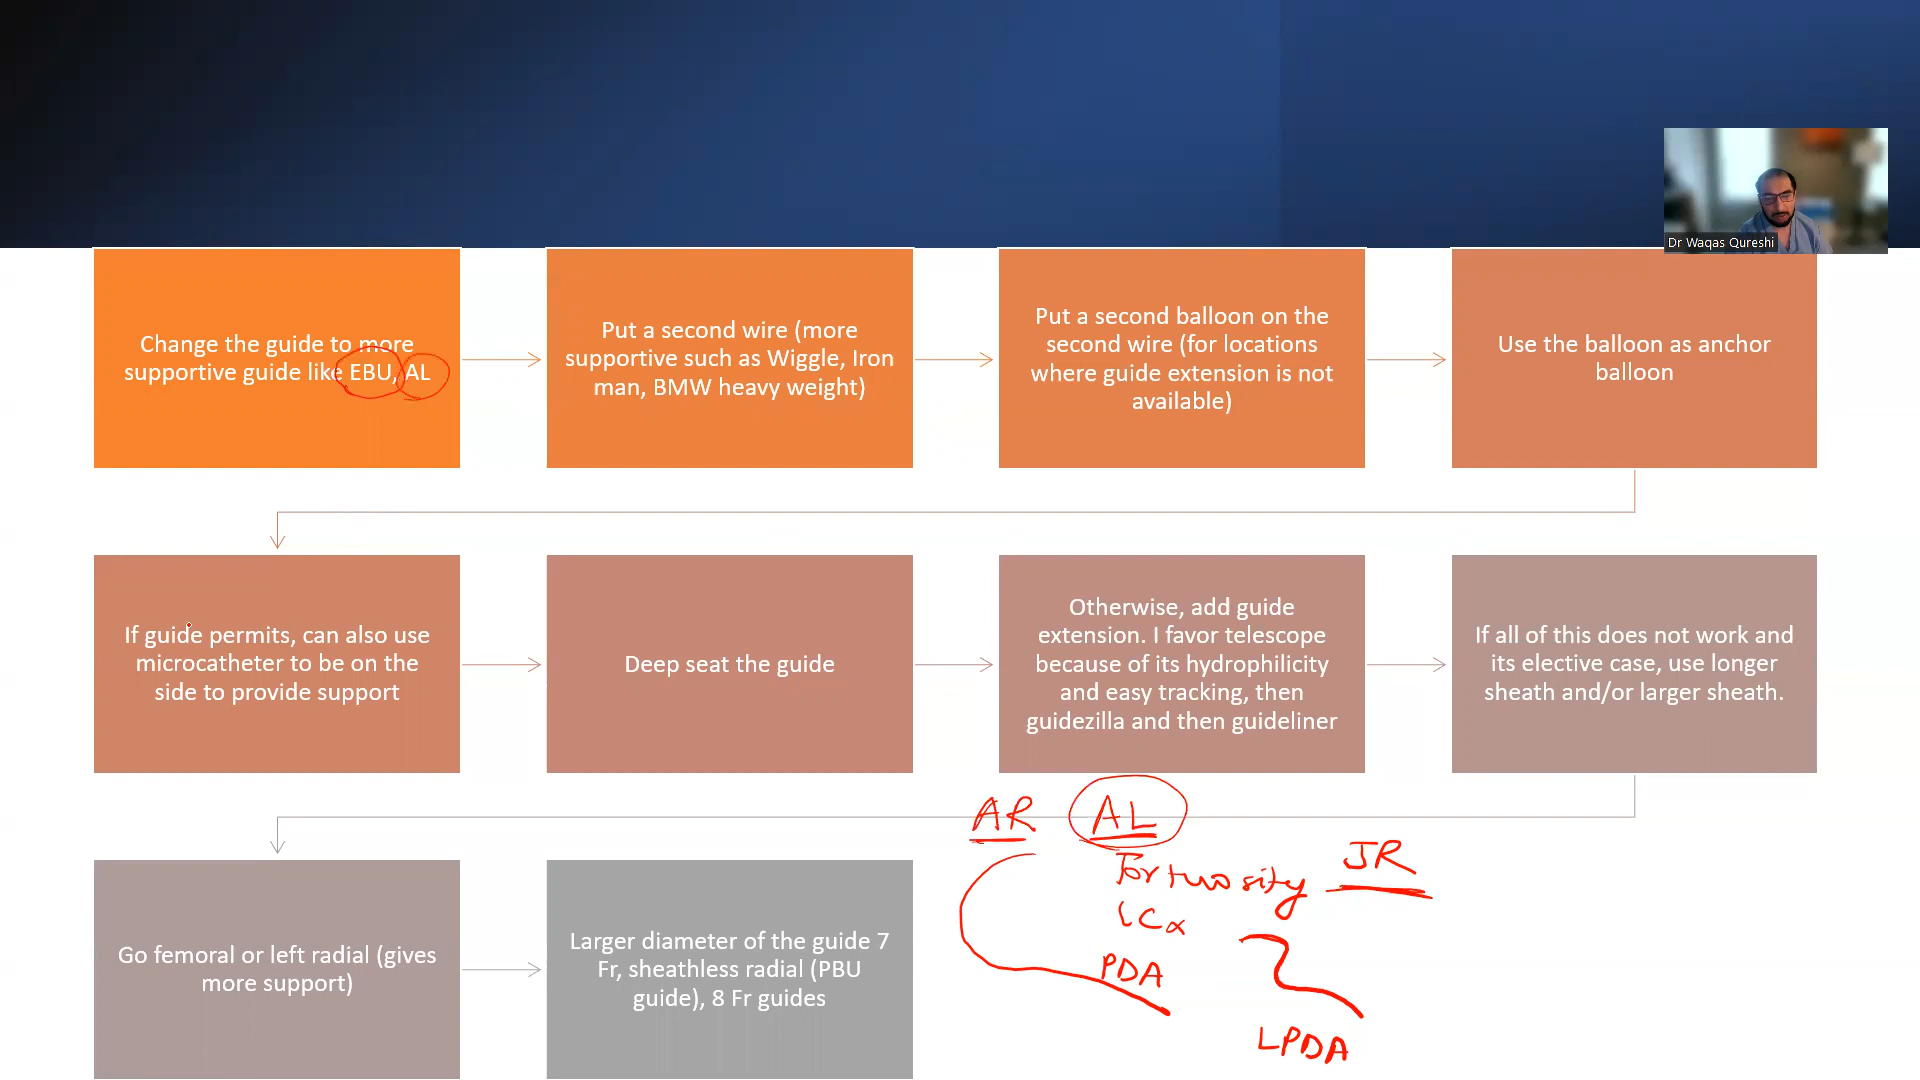 Dr Waqas Qureshi
Change the guide to more
supportive guide like EBU, AL
Put a second wire (more
supportive such as Wiggle, Iron
man, BMW heavy weight)
Put a second balloon on the
second wire (for locations
where guide extension is not
available)
Use the balloon as anchor
balloon
If guide permits, can also use
microcatheter to be on the
side to provide support
Deep seat the guide
Otherwise, add guide
extension. I favor telescope
because of its hydrophilicity
and easy tracking, then
guidezilla and then guideliner
If all of this does not work and
its elective case, use longer
sheath and/or larger sheath.
Go femoral or left radial (gives
more support)
Larger diameter of the guide 7
Fr, sheathless radial (PBU
guide), 8 Fr guides
AR
AL
JR
Tortuosity
LCx
PDA
LPDA